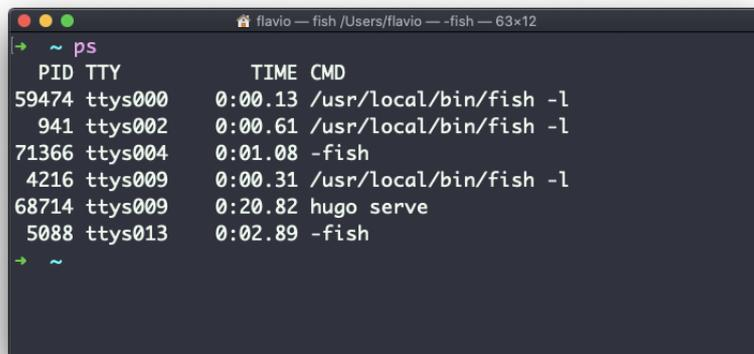 flavio — fish /Users/flavio — -fish — 63×12
➜ ~ ps
PID TTY TIME CMD
59474 ttys000 0:00.13 /usr/local/bin/fish -l
941 ttys002 0:00.61 /usr/local/bin/fish -l
71366 ttys004 0:01.08 -fish
4216 ttys009 0:00.31 /usr/local/bin/fish -l
68714 ttys009 0:20.82 hugo serve
5088 ttys013 0:02.89 -fish
➜ ~